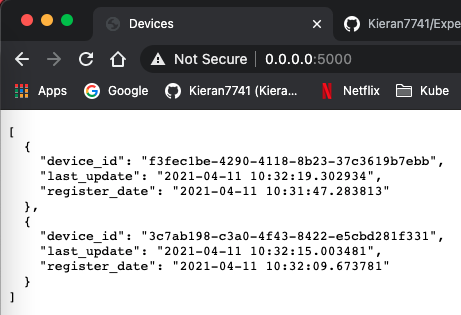 Devices
Kieran7741/Expe
Not Secure | 0.0.0.0:5000
Apps Google Kieran7741 (Kiera... Netflix Kube
[
  {
    "device_id": "f3fec1be-4290-4118-8b23-37c3619b7ebb",
    "last_update": "2021-04-11 10:32:19.302934",
    "register_date": "2021-04-11 10:31:47.283813"
  },
  {
    "device_id": "3c7ab198-c3a0-4f43-8422-e5cbd281f331",
    "last_update": "2021-04-11 10:32:15.003481",
    "register_date": "2021-04-11 10:32:09.673781"
  }
]